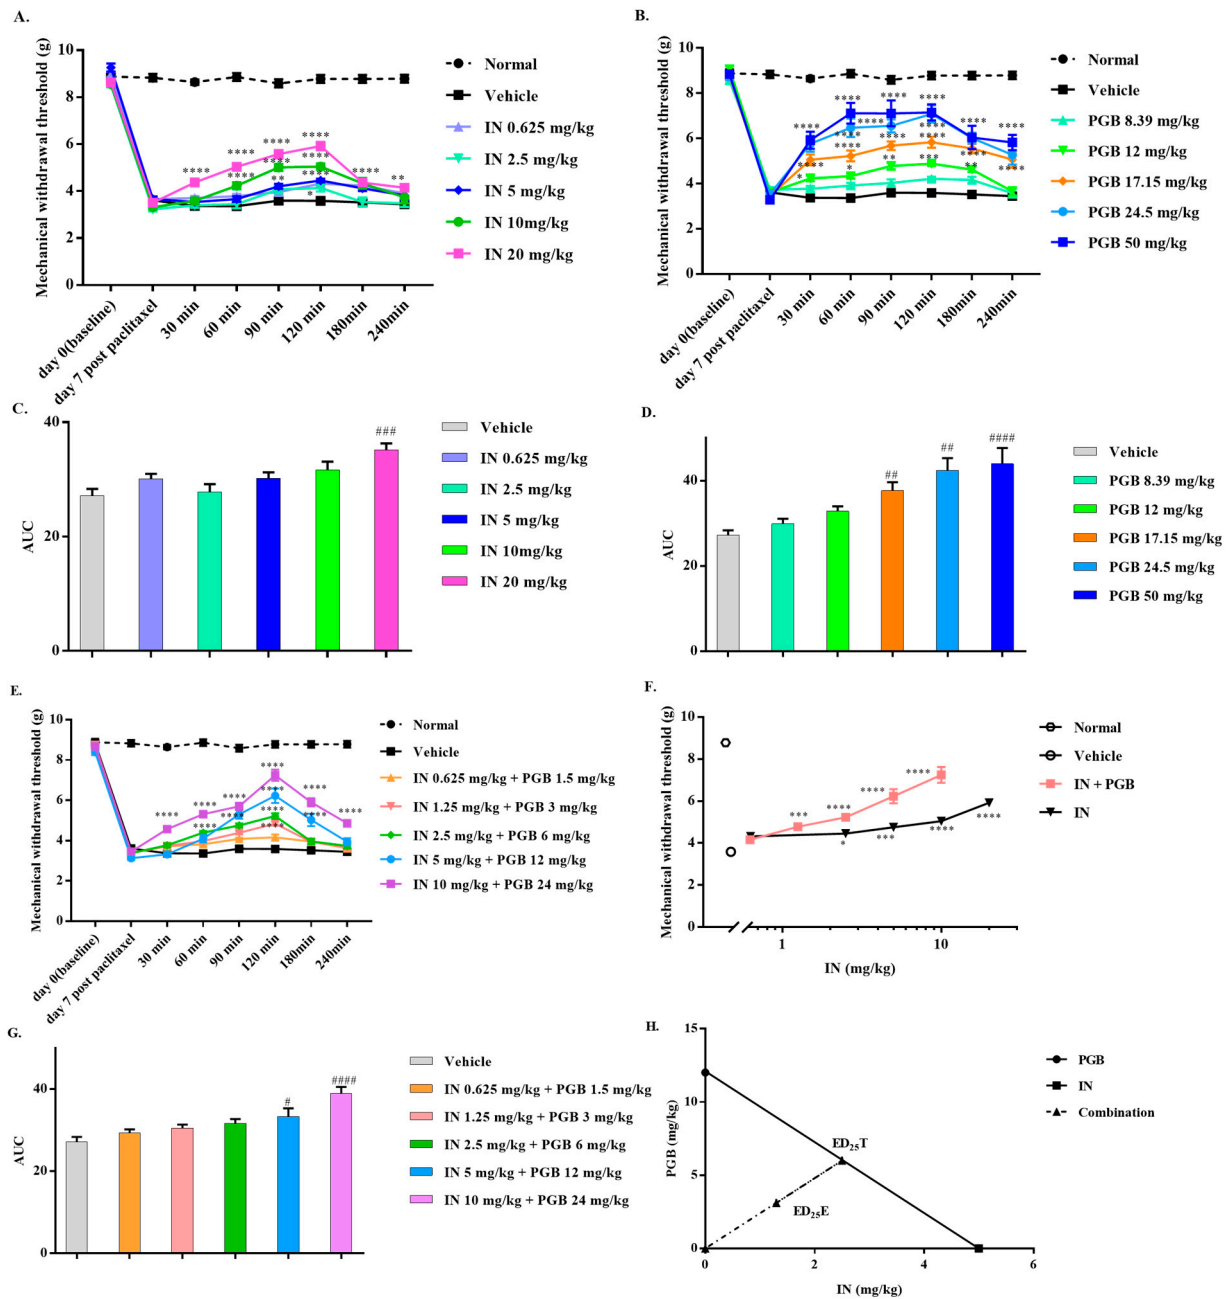 A.
Mechanical withdrawal threshold (g)
10
8
6
4
2
0
day 0(baseline)
day 7 post paclitaxel
30 min
60 min
90 min
120 min
180min
240min
****
****
****
****
****
****
**
****
****
*
****
**
Normal
Vehicle
IN 0.625 mg/kg
IN 2.5 mg/kg
IN 5 mg/kg
IN 10mg/kg
IN 20 mg/kg
B.
Mechanical withdrawal threshold (g)
10
8
6
4
2
0
day 0(baseline)
day 7 post paclitaxel
30 min
60 min
90 min
120 min
180min
240min
****
****
*
****
****
****
*
****
****
****
**
****
****
****
***
****
****
**
****
****
Normal
Vehicle
PGB 8.39 mg/kg
PGB 12 mg/kg
PGB 17.15 mg/kg
PGB 24.5 mg/kg
PGB 50 mg/kg
C.
AUC
40
20
0
###
Vehicle
IN 0.625 mg/kg
IN 2.5 mg/kg
IN 5 mg/kg
IN 10mg/kg
IN 20 mg/kg
D.
AUC
40
20
0
##
##
####
Vehicle
PGB 8.39 mg/kg
PGB 12 mg/kg
PGB 17.15 mg/kg
PGB 24.5 mg/kg
PGB 50 mg/kg
E.
Mechanical withdrawal threshold (g)
10
8
6
4
2
0
day 0(baseline)
day 7 post paclitaxel
30 min
60 min
90 min
120 min
180min
240min
****
****
****
****
****
****
****
****
****
****
****
****
Normal
Vehicle
IN 0.625 mg/kg + PGB 1.5 mg/kg
IN 1.25 mg/kg + PGB 3 mg/kg
IN 2.5 mg/kg + PGB 6 mg/kg
IN 5 mg/kg + PGB 12 mg/kg
IN 10 mg/kg + PGB 24 mg/kg
F.
Mechanical withdrawal threshold (g)
10
8
6
4
2
0
1
10
IN (mg/kg)
***
****
****
****
*
***
****
****
Normal
Vehicle
IN + PGB
IN
G.
AUC
40
20
0
#
####
Vehicle
IN 0.625 mg/kg + PGB 1.5 mg/kg
IN 1.25 mg/kg + PGB 3 mg/kg
IN 2.5 mg/kg + PGB 6 mg/kg
IN 5 mg/kg + PGB 12 mg/kg
IN 10 mg/kg + PGB 24 mg/kg
H.
PGB (mg/kg)
15
10
5
0
0
2
4
6
IN (mg/kg)
ED25T
ED25E
PGB
IN
Combination